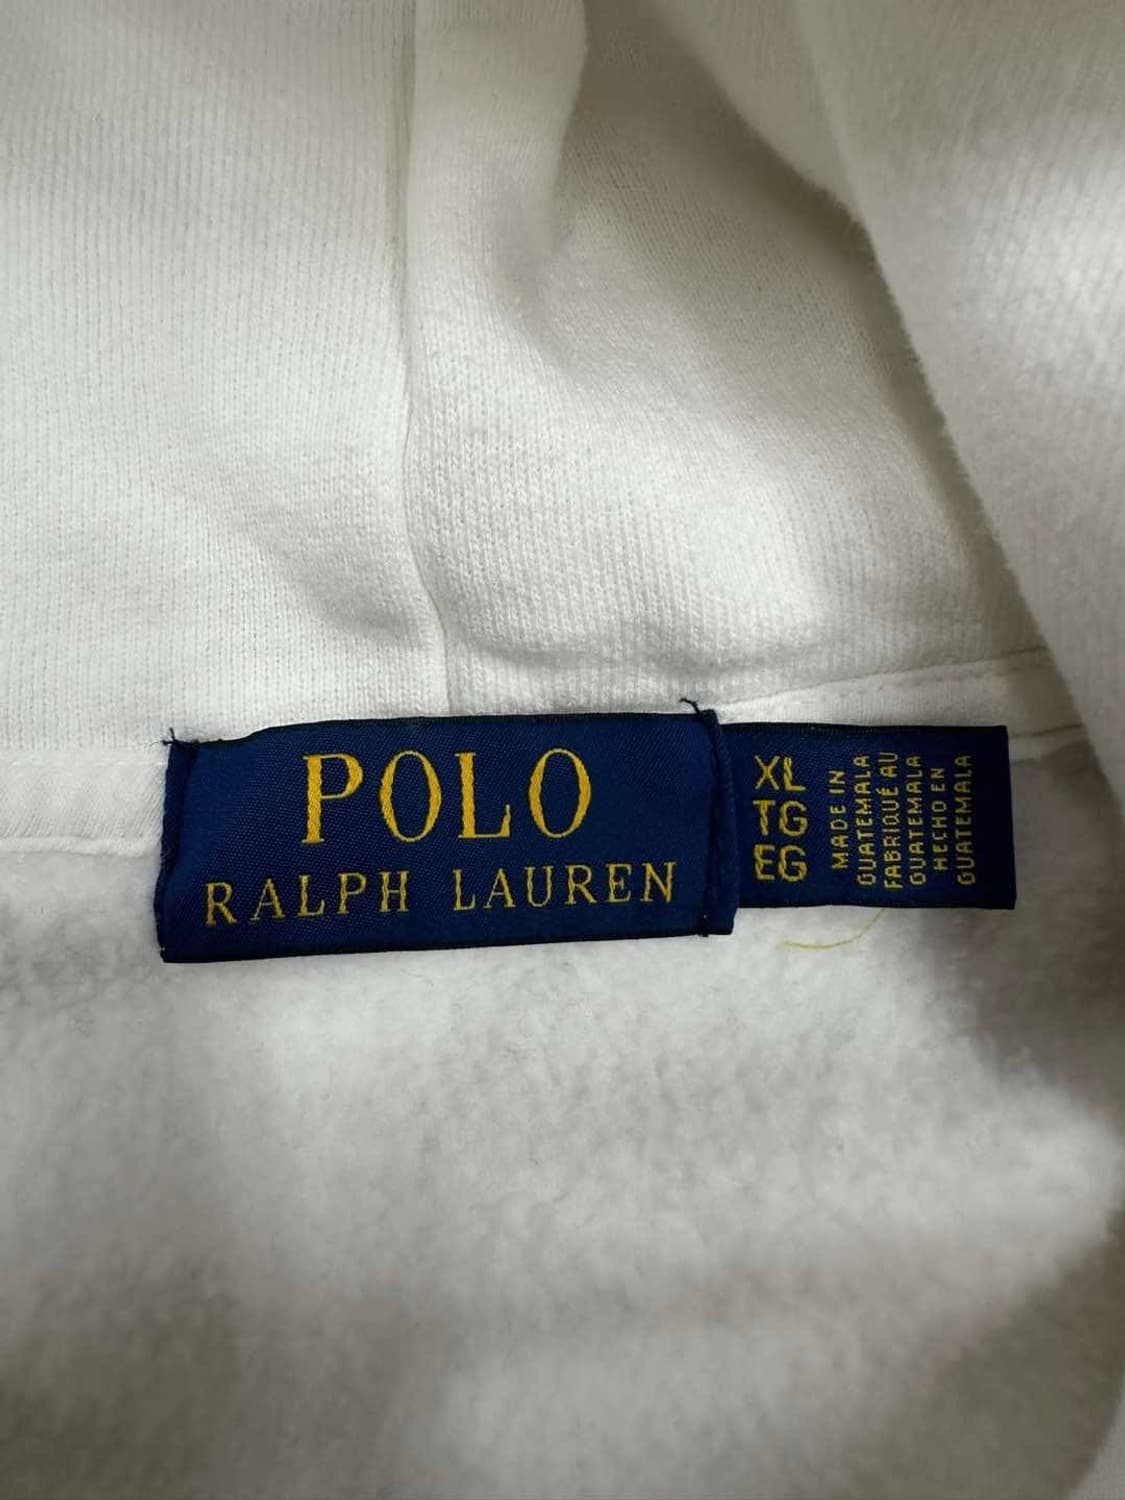 POLO
RALPH LAUREN
XL
TG
EG
MADE IN
GUATEMALA
FABRIQUÉ AU
GUATEMALA
HECHO EN
GUATEMALA